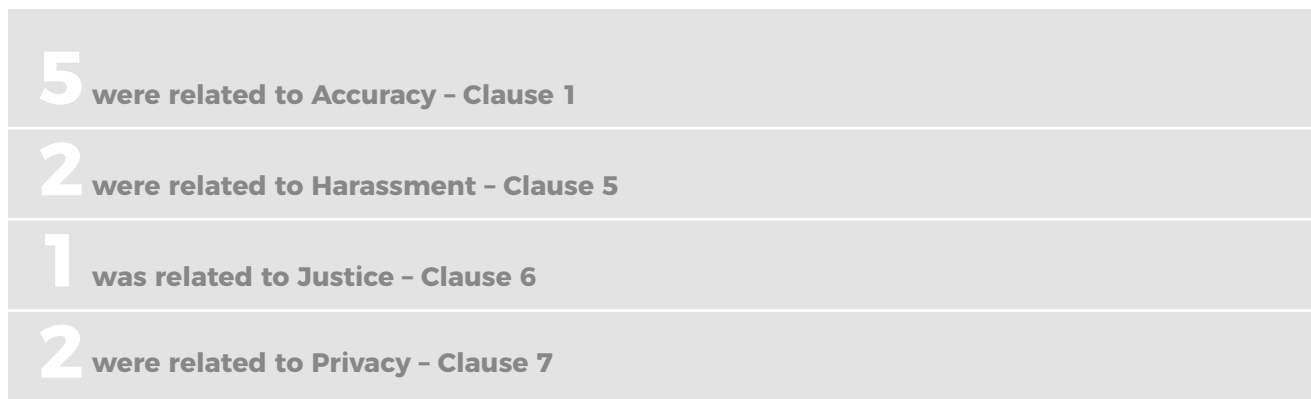 5 were related to Accuracy – Clause 1
2 were related to Harassment – Clause 5
1 was related to Justice – Clause 6
2 were related to Privacy – Clause 7